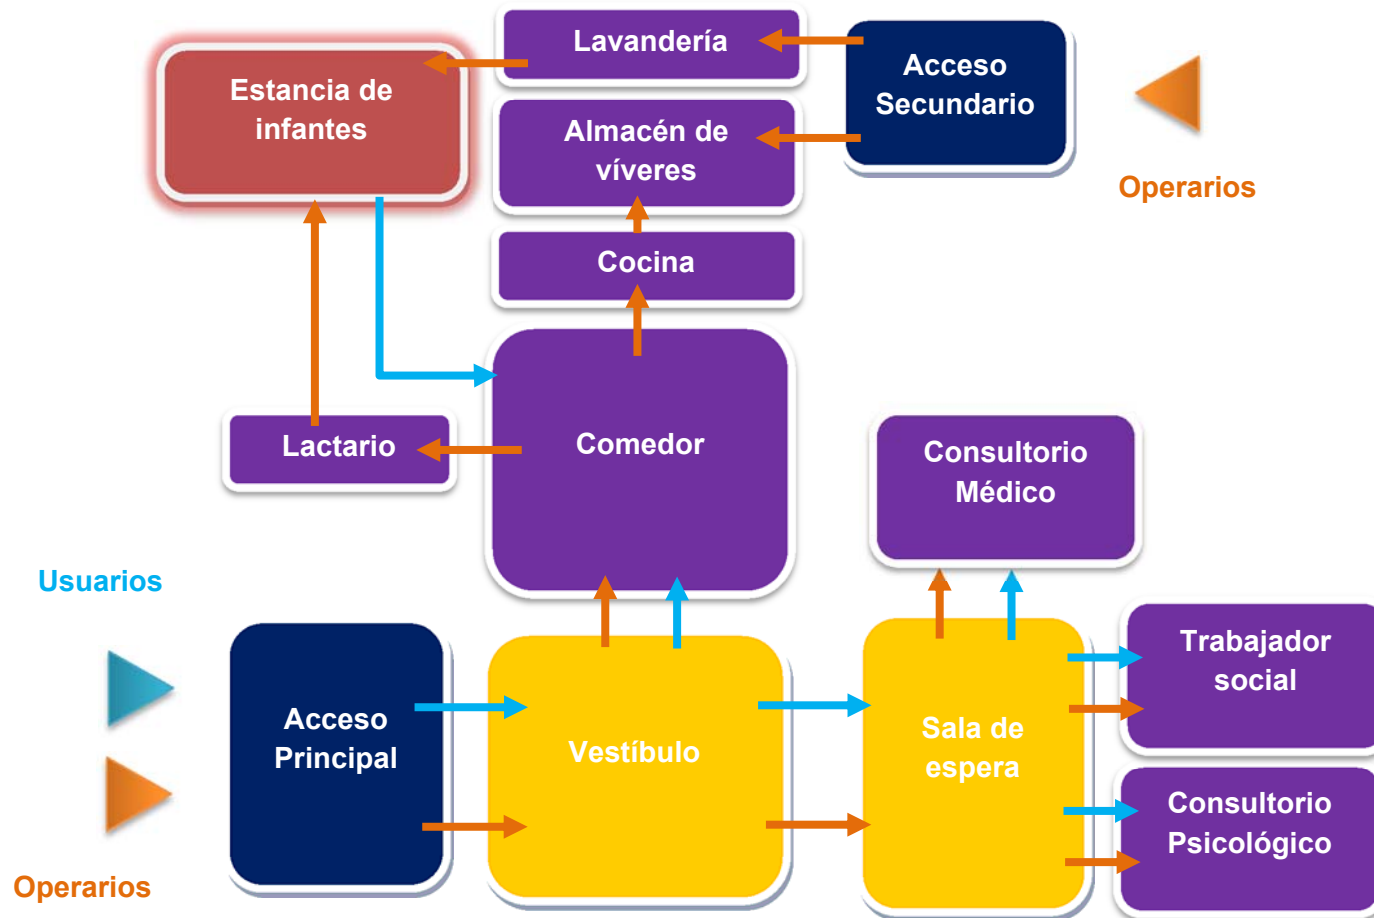 Lavandería
Acceso
Secundario
Estancia de
infantes
Almacén de
víveres
Operarios
Cocina
Lactario
Comedor
Consultorio
Médico
Usuarios
Trabajador
social
Acceso
Principal
Vestíbulo
Sala de
espera
Consultorio
Psicológico
Operarios